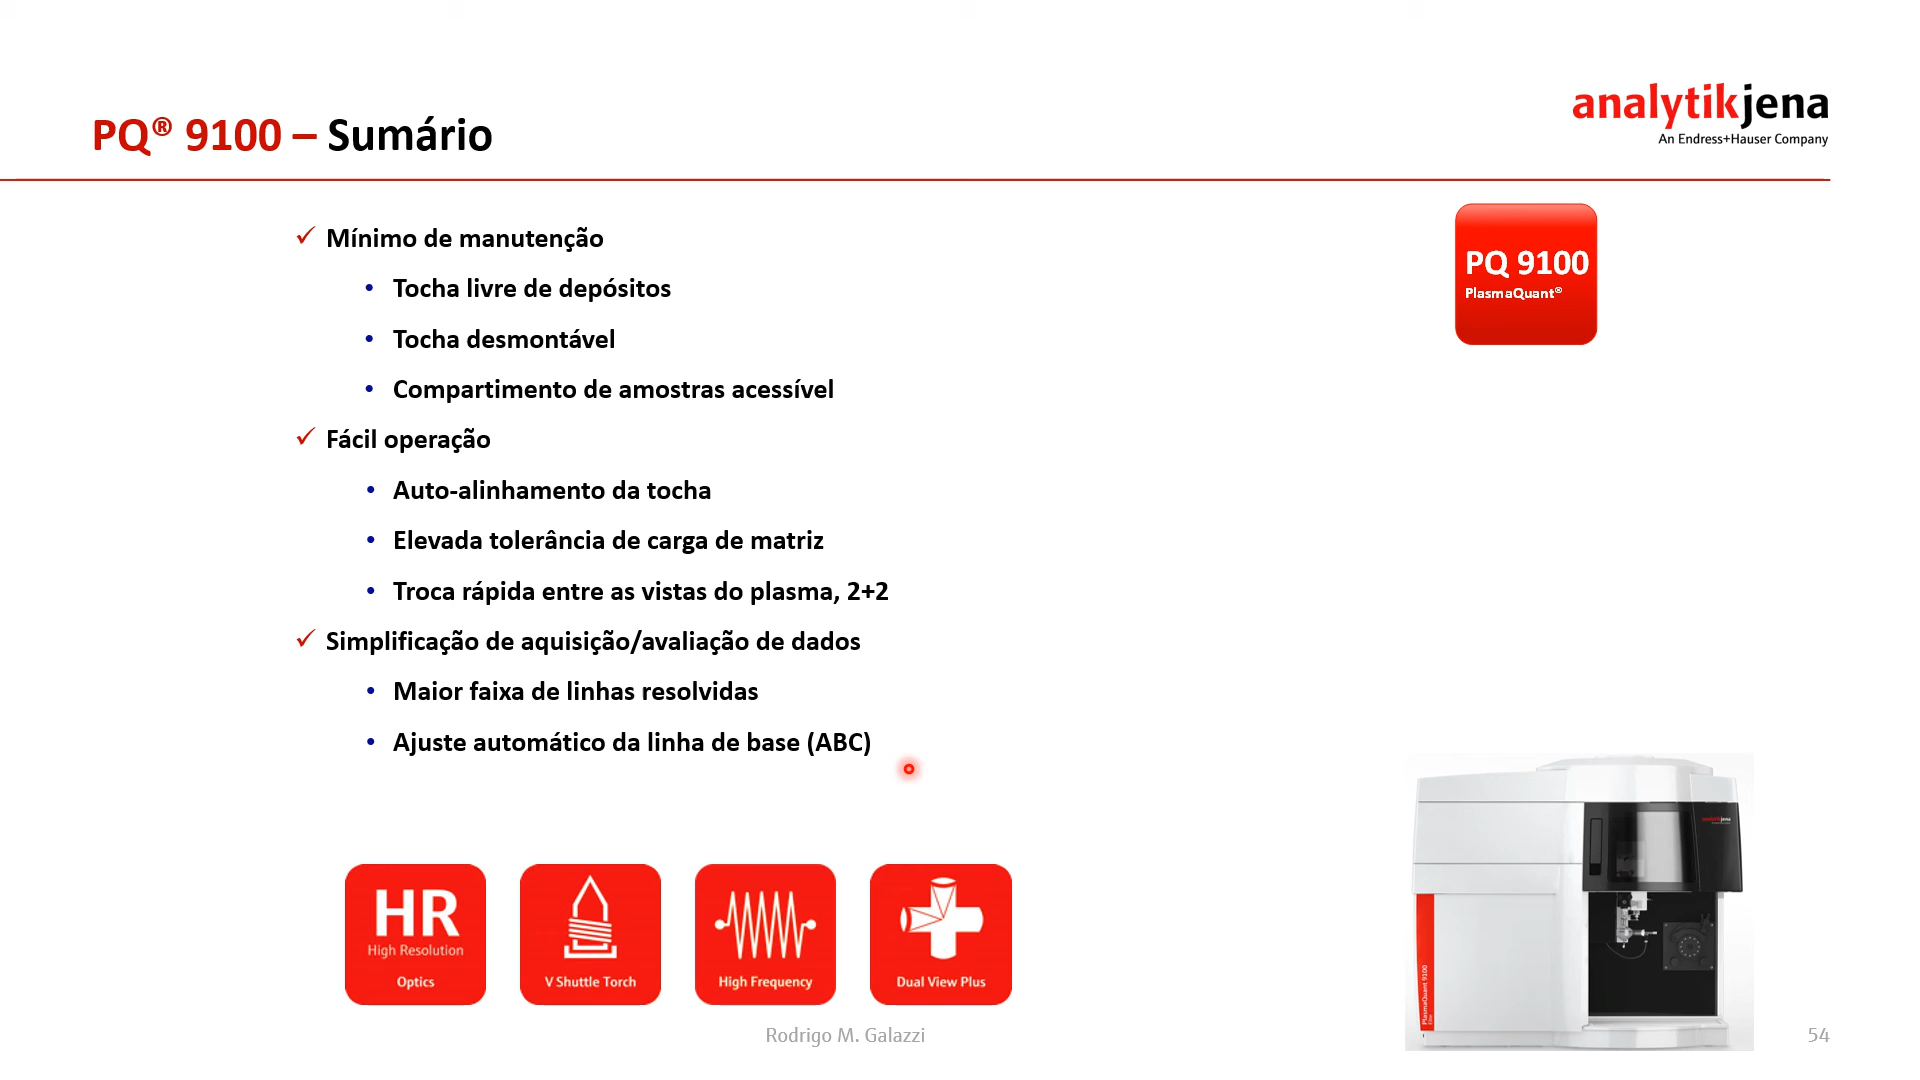 analytikjena
An Endress+Hauser Company
PQ® 9100 – Sumário
PQ 9100
PlasmaQuant®
Mínimo de manutenção
Tocha livre de depósitos
Tocha desmontável
Compartimento de amostras acessível
Fácil operação
Auto-alinhamento da tocha
Elevada tolerância de carga de matriz
Troca rápida entre as vistas do plasma, 2+2
Simplificação de aquisição/avaliação de dados
Maior faixa de linhas resolvidas
Ajuste automático da linha de base (ABC)
HR
High Resolution
Optics
V Shuttle Torch
High Frequency
Dual View Plus
analytikjena
PlasmaQuant 9100
Elite
Rodrigo M. Galazzi
54